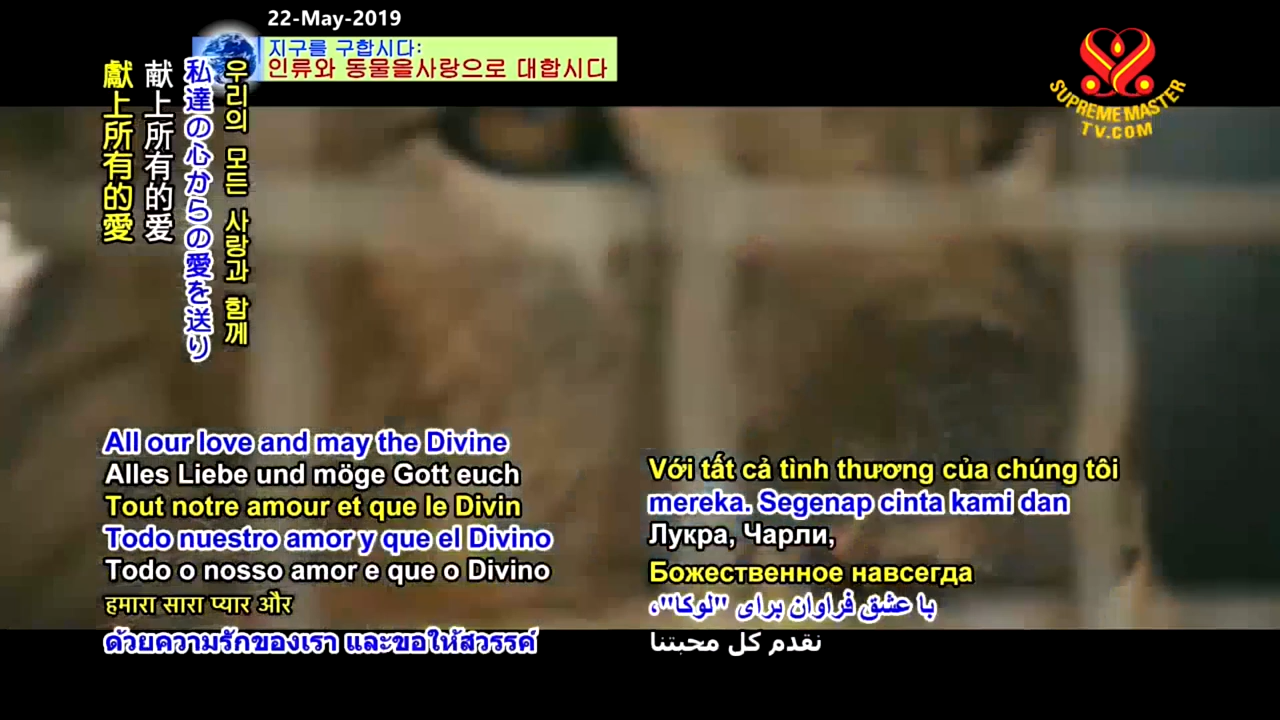 22-May-2019
지구를 구합시다:
인류와 동물을사랑으로 대합시다
SUPREME MASTER
TV.COM
獻上所有的愛
献上所有的爱
私達の心からの愛を送り
우리의 모든 사랑과 함께
All our love and may the Divine
Alles Liebe und möge Gott euch
Tout notre amour et que le Divin
Todo nuestro amor y que el Divino
Todo o nosso amor e que o Divino
हमारा सारा प्यार और
ด้วยความรักของเรา และขอให้สวรรค์
Với tất cả tình thương của chúng tôi
mereka. Segenap cinta kami dan
Лукра, Чарли,
Божественное навсегда
با عشق فراوان برای "لوکا"،
نقدم كل محبتنا